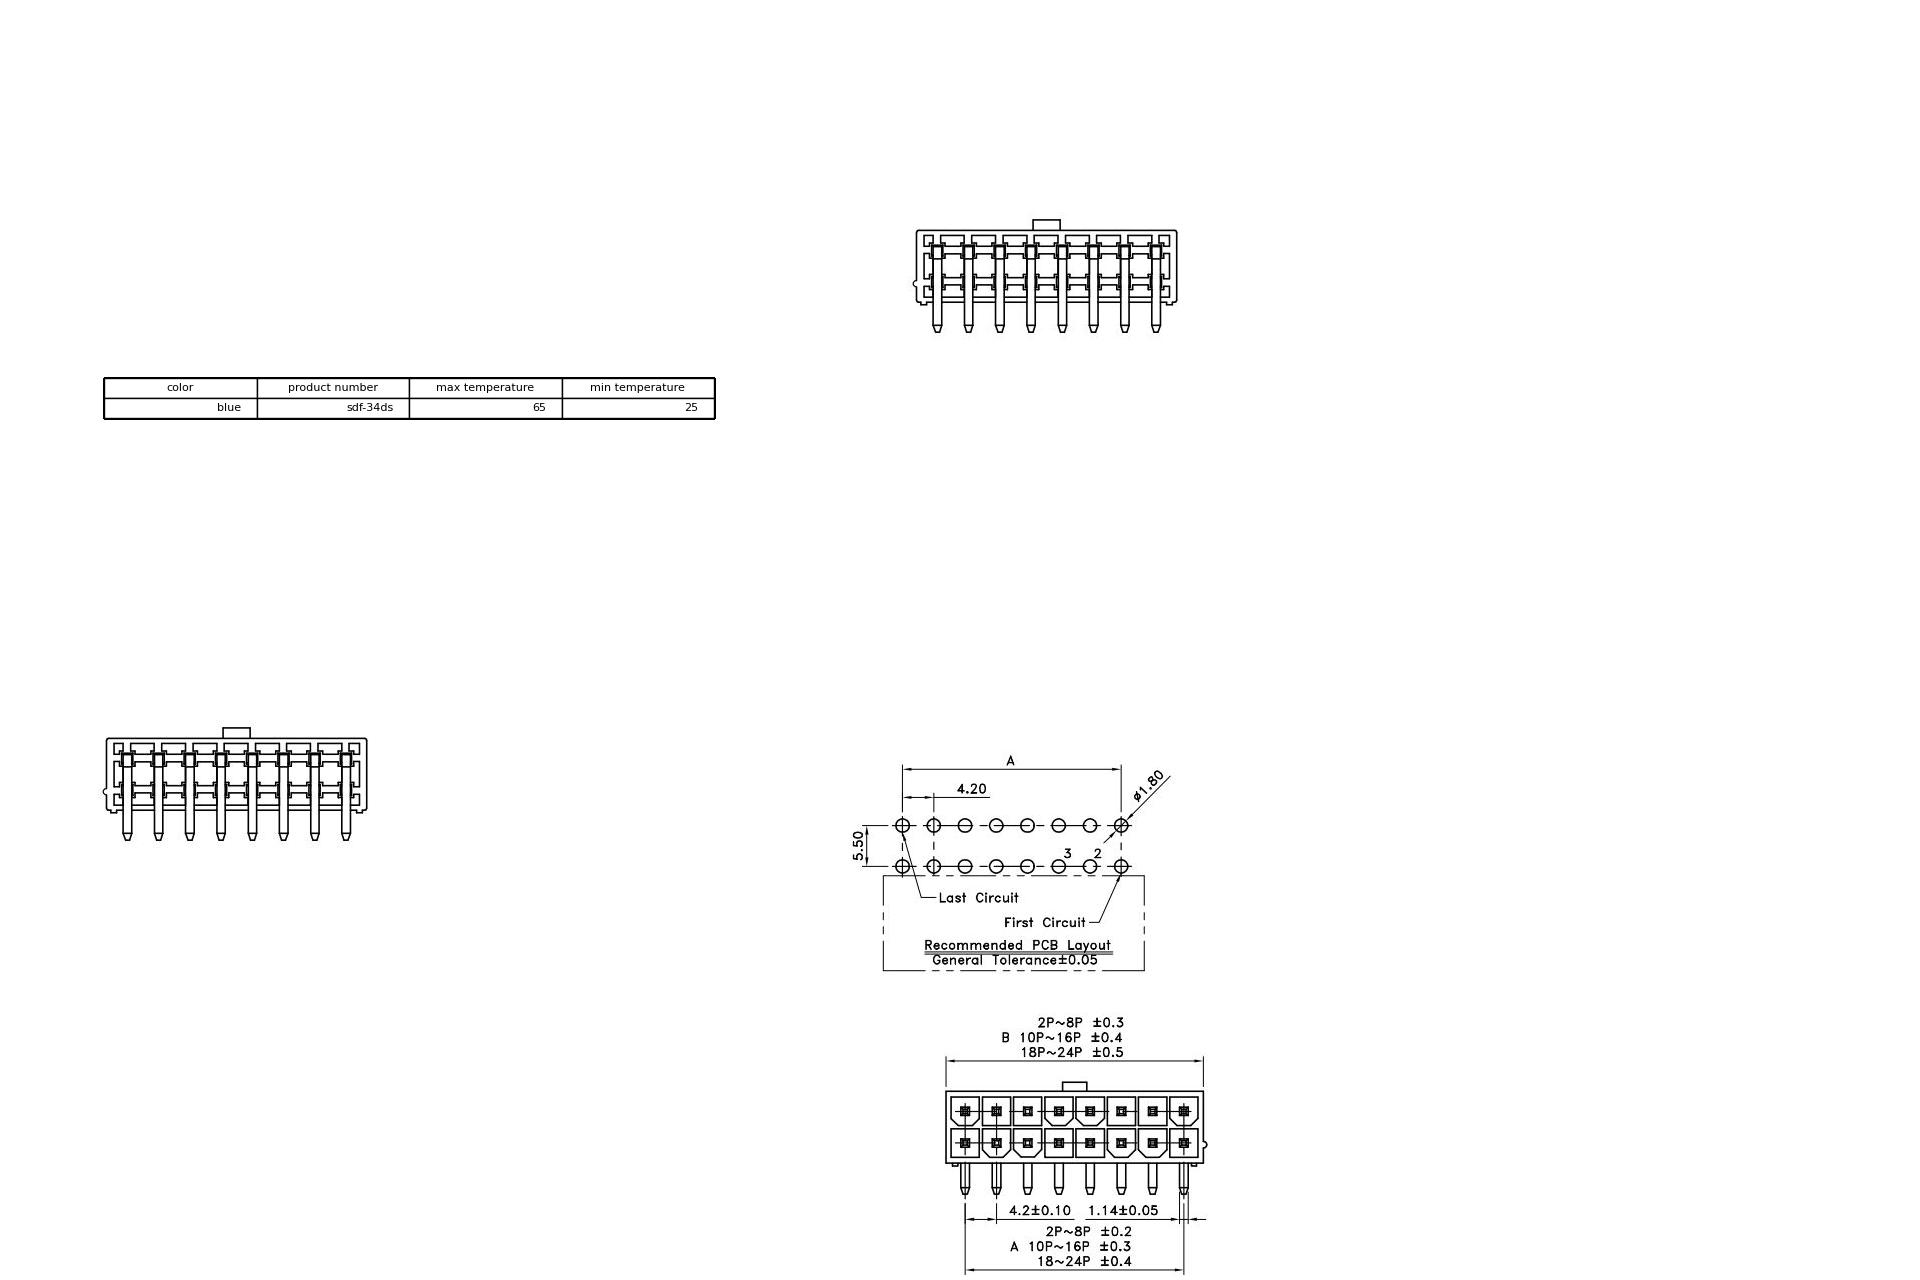 color product number max temperature min temperature
blue sdf-34ds 65 25
A
4.20
ø1.80
5.50
3 2
Last Circuit
First Circuit
Recommended PCB Layout
General Tolerance±0.05
2P~8P ±0.3
B 10P~16P ±0.4
18P~24P ±0.5
4.2±0.10 1.14±0.05
2P~8P ±0.2
A 10P~16P ±0.3
18~24P ±0.4